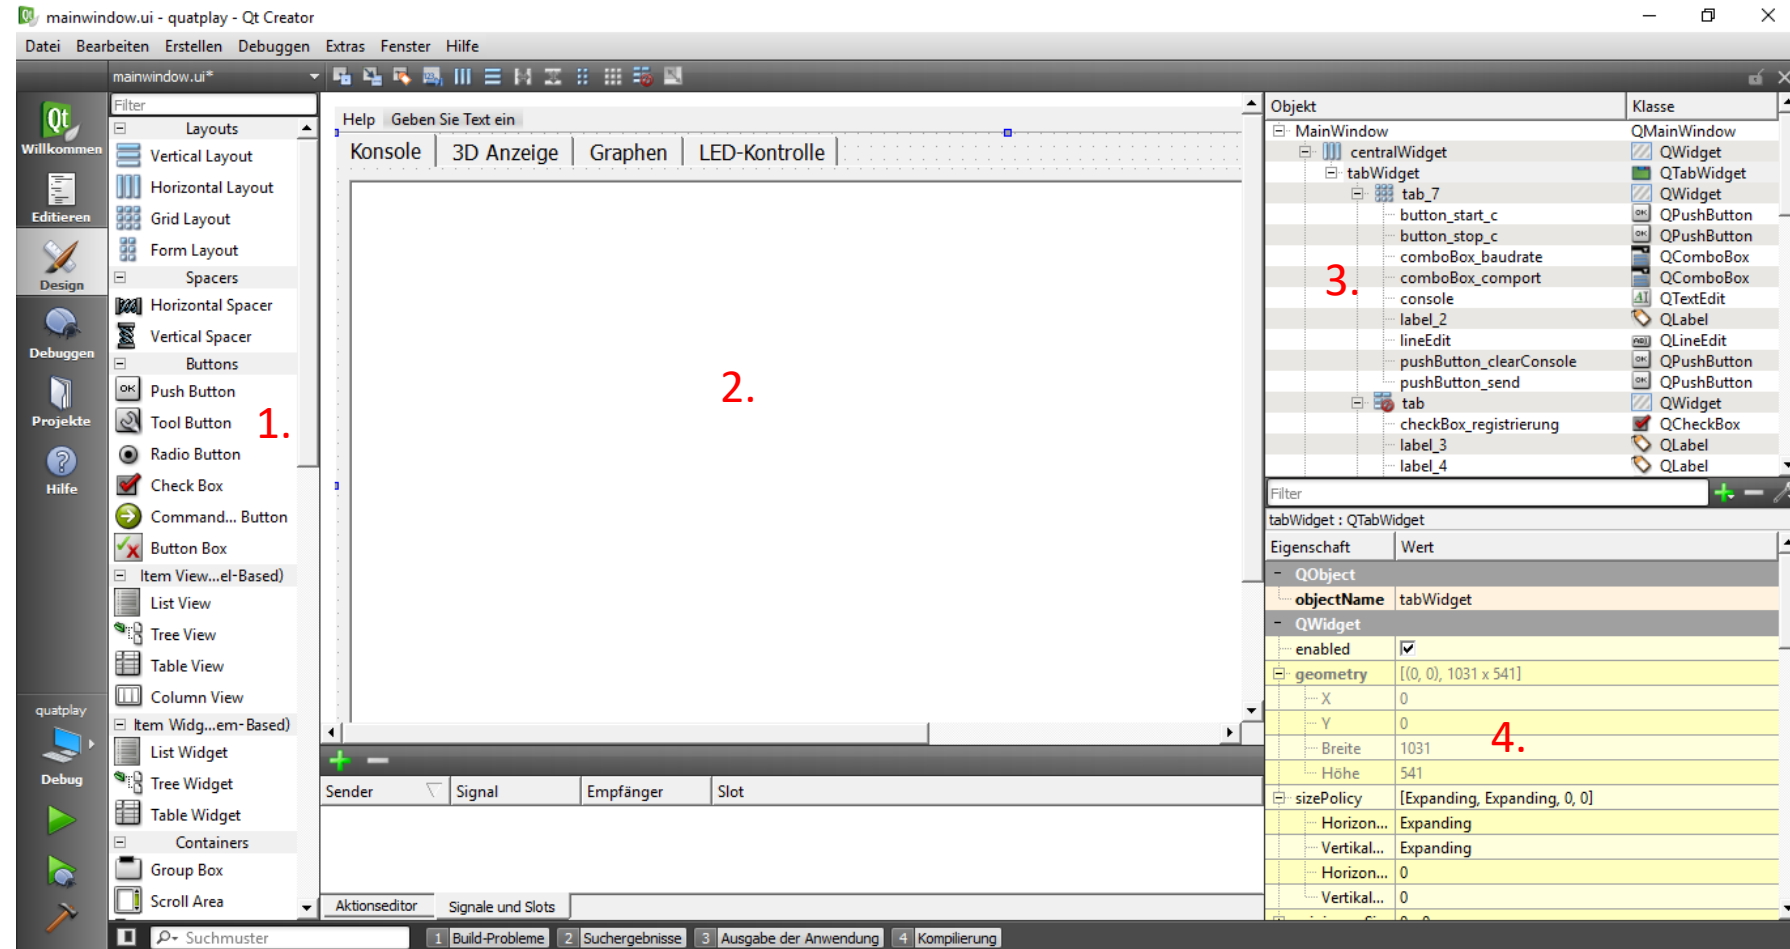 mainwindow.ui - quatplay - Qt Creator
Datei Bearbeiten Erstellen Debuggen Extras Fenster Hilfe
mainwindow.ui*
Willkommen
Editieren
Design
Debuggen
Projekte
Hilfe
quatplay
Debug
Filter
Layouts
Vertical Layout
Horizontal Layout
Grid Layout
Form Layout
Spacers
Horizontal Spacer
Vertical Spacer
Buttons
Push Button
Tool Button
1.
Radio Button
Check Box
Command... Button
Button Box
Item View...el-Based)
List View
Tree View
Table View
Column View
Item Widg...em-Based)
List Widget
Tree Widget
Table Widget
Containers
Group Box
Scroll Area
Help Geben Sie Text ein
Konsole 3D Anzeige Graphen LED-Kontrolle
2.
Sender Signal Empfänger Slot
Aktionseditor Signale und Slots
Objekt Klasse
MainWindow QMainWindow
centralWidget QWidget
tabWidget QTabWidget
tab_7 QWidget
button_start_c QPushButton
button_stop_c QPushButton
comboBox_baudrate QComboBox
comboBox_comport QComboBox
3.
console QTextEdit
label_2 QLabel
lineEdit QLineEdit
pushButton_clearConsole QPushButton
pushButton_send QPushButton
tab QWidget
checkBox_registrierung QCheckBox
label_3 QLabel
label_4 QLabel
Filter
tabWidget : QTabWidget
Eigenschaft Wert
QObject
objectName tabWidget
QWidget
enabled
geometry [(0, 0), 1031 x 541]
X 0
Y 0
4.
Breite 1031
Höhe 541
sizePolicy [Expanding, Expanding, 0, 0]
Horizon... Expanding
Vertikal... Expanding
Horizon... 0
Vertikal... 0
Suchmuster
1 Build-Probleme 2 Suchergebnisse 3 Ausgabe der Anwendung 4 Kompilierung